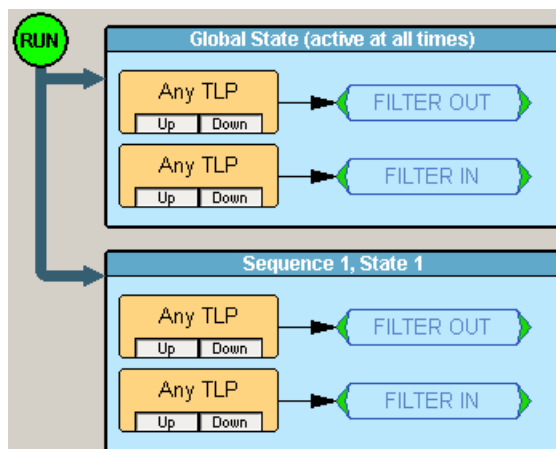 RUN
Global State (active at all times)
Any TLP
Up Down
FILTER OUT
Any TLP
Up Down
FILTER IN
Sequence 1, State 1
Any TLP
Up Down
FILTER OUT
Any TLP
Up Down
FILTER IN